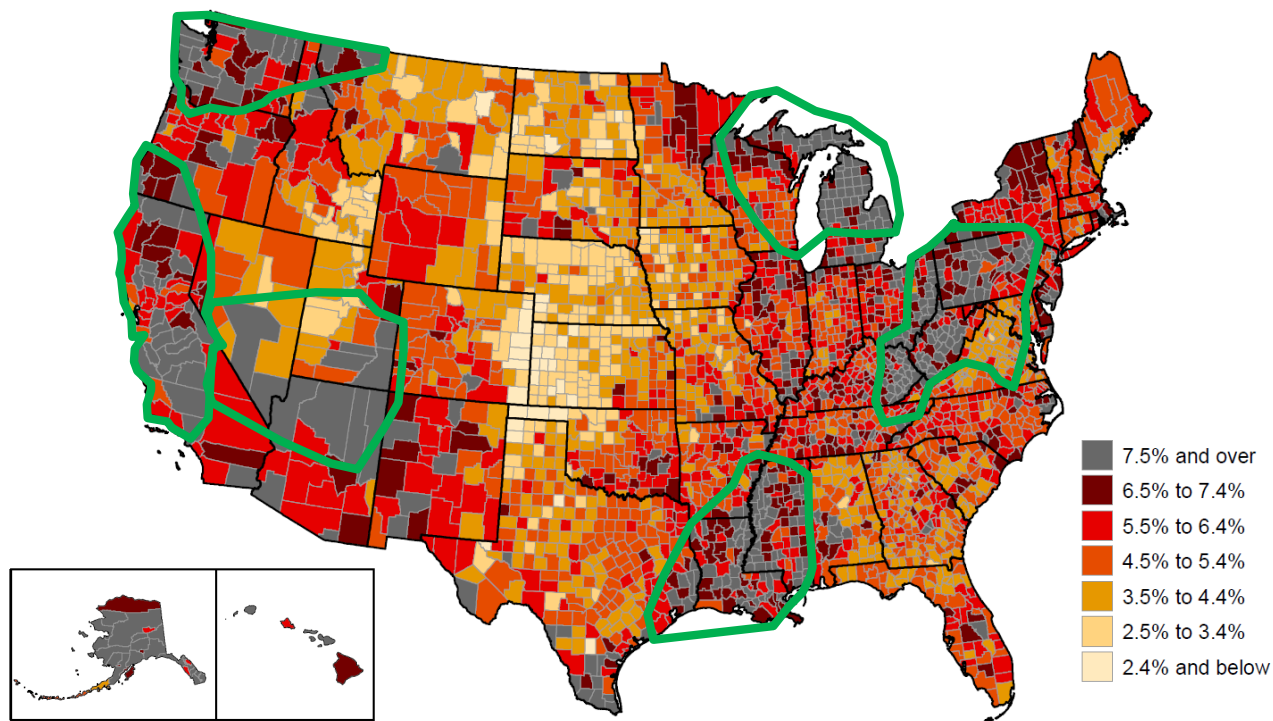 7.5% and over
6.5% to 7.4%
5.5% to 6.4%
4.5% to 5.4%
3.5% to 4.4%
2.5% to 3.4%
2.4% and below